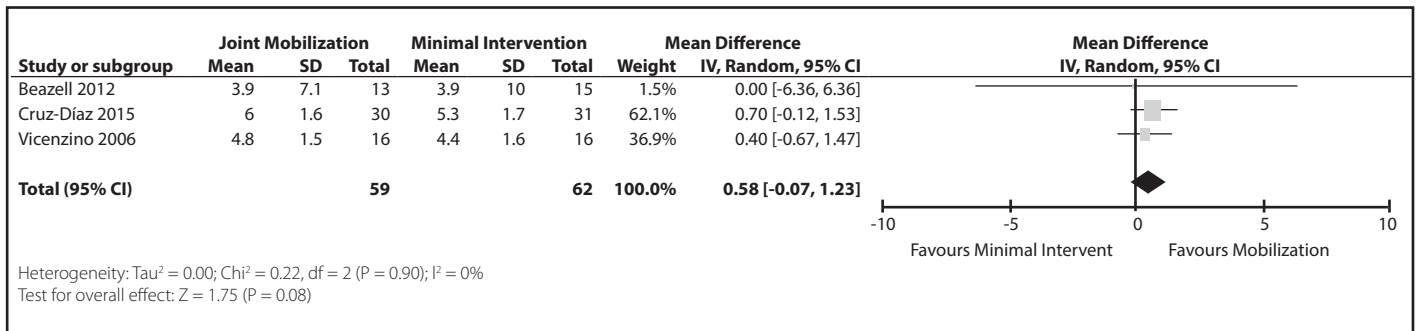 Joint Mobilization Minimal Intervention Mean Difference Mean Difference
Study or subgroup Mean SD Total Mean SD Total Weight IV, Random, 95% CI IV, Random, 95% CI
Beazell 2012 3.9 7.1 13 3.9 10 15 1.5% 0.00 [-6.36, 6.36]
Cruz-Díaz 2015 6 1.6 30 5.3 1.7 31 62.1% 0.70 [-0.12, 1.53]
Vicenzino 2006 4.8 1.5 16 4.4 1.6 16 36.9% 0.40 [-0.67, 1.47]
Total (95% CI) 59 62 100.0% 0.58 [-0.07, 1.23]
-10 -5 0 5 10
Favours Minimal Intervent Favours Mobilization
Heterogeneity: Tau² = 0.00; Chi² = 0.22, df = 2 (P = 0.90); I² = 0%
Test for overall effect: Z = 1.75 (P = 0.08)